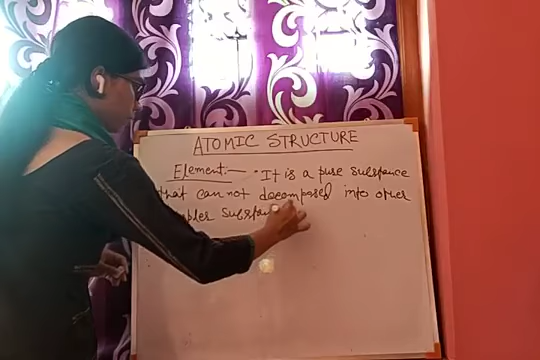 ATOMIC STRUCTURE
Element:— • It is a pure substance
that can not decomposed into other